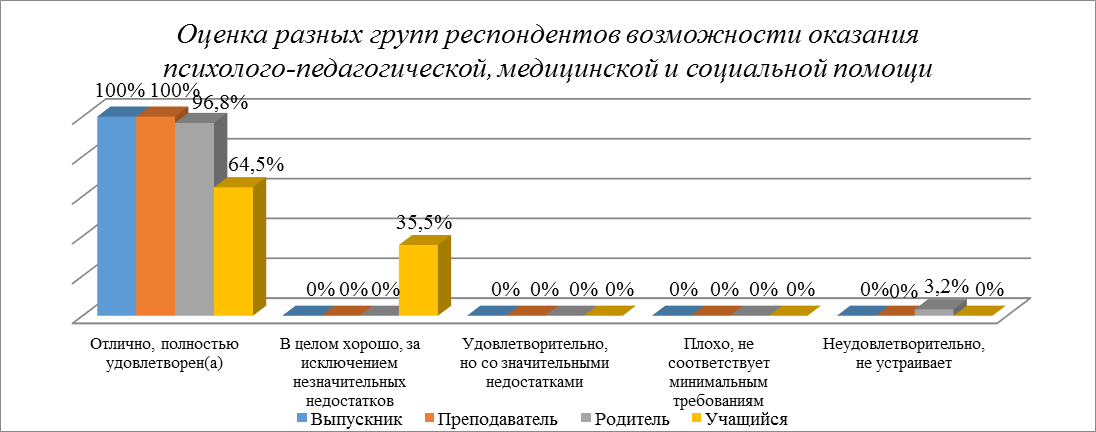 Оценка разных групп респондентов возможности оказания
психолого-педагогической, медицинской и социальной помощи
100% 100% 96,8% 64,5%
0% 0% 0% 35,5%
0% 0% 0% 0%
0% 0% 0% 0%
0% 0% 3,2% 0%
Отлично, полностью
удовлетворен(а)
В целом хорошо, за
исключением
незначительных
недостатков
Удовлетворительно,
но со значительными
недостатками
Плохо, не
соответствует
минимальным
требованиям
Неудовлетворительно,
не устраивает
Выпускник Преподаватель Родитель Учащийся